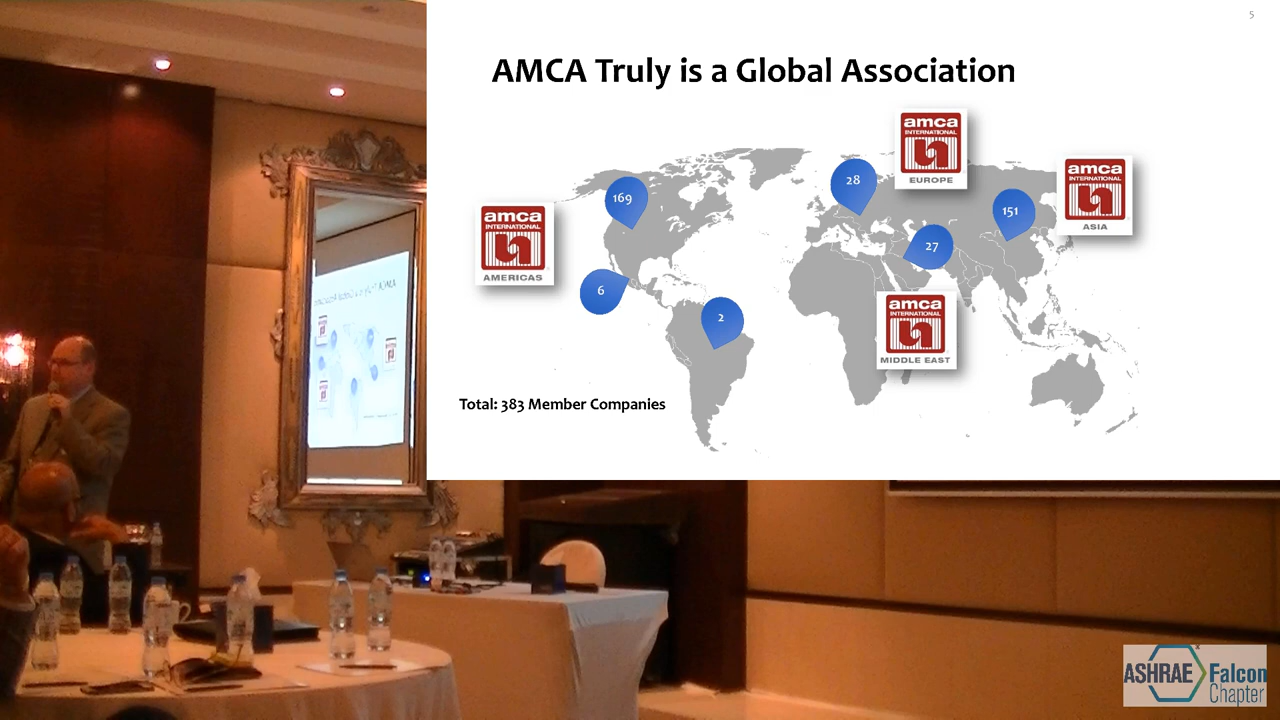 5
AMCA Truly is a Global Association
amca
INTERNATIONAL
EUROPE
amca
INTERNATIONAL
ASIA
28
169
151
amca
INTERNATIONAL
AMERICAS
27
6
2
amca
INTERNATIONAL
MIDDLE EAST
Total: 383 Member Companies
ASHRAE Falcon
Chapter